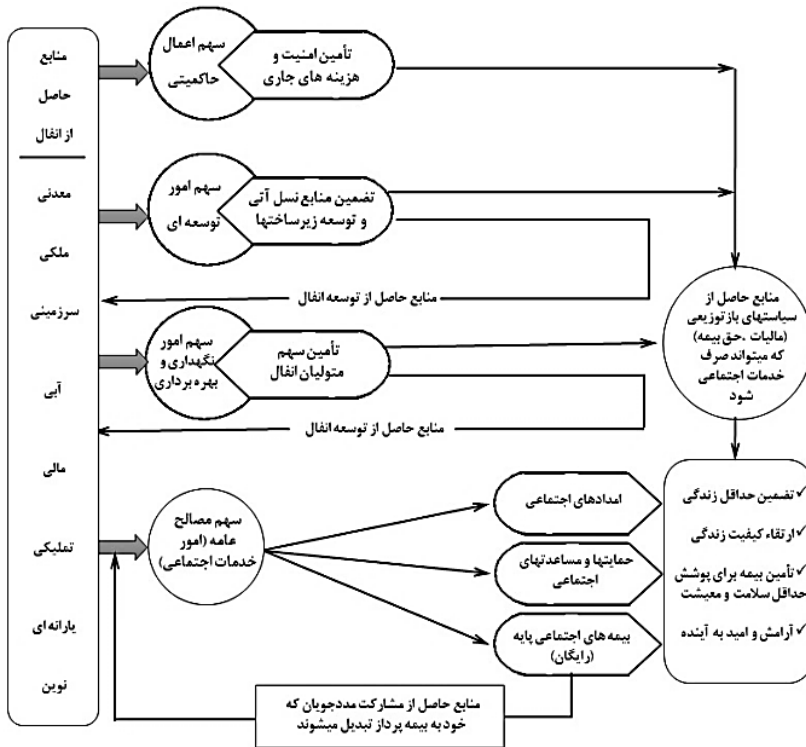 منابع
حاصل
از انفال
معدنی
ملکی
سرزمینی
آبی
مالی
تملیکی
یارانه ای
نوین
سهم اعمال
حاکمیتی
تأمین امنیت و
هزینه های جاری
سهم امور
توسعه ای
تضمین منابع نسل آتی
و توسعه زیرساختها
منابع حاصل از توسعه انفال
سهم امور
نگهداری و
بهره برداری
تأمین سهم
متولیان انفال
منابع حاصل از توسعه انفال
منابع حاصل از
سیاستهای بازتوزیعی
(مالیات ،حق بیمه)
که میتواند صرف
خدمات اجتماعی
شود
سهم مصالح
عامه (امور
خدمات اجتماعی)
امدادهای اجتماعی
حمایتها و مساعدتهای
اجتماعی
بیمه های اجتماعی پایه
(رایگان)
✓ تضمین حداقل زندگی
✓ ارتقاء کیفیت زندگی
✓ تأمین بیمه برای پوشش
حداقل سلامت و معیشت
✓ آرامش و امید به آینده
منابع حاصل از مشارکت مددجویان که
خود به بیمه پرداز تبدیل میشوند